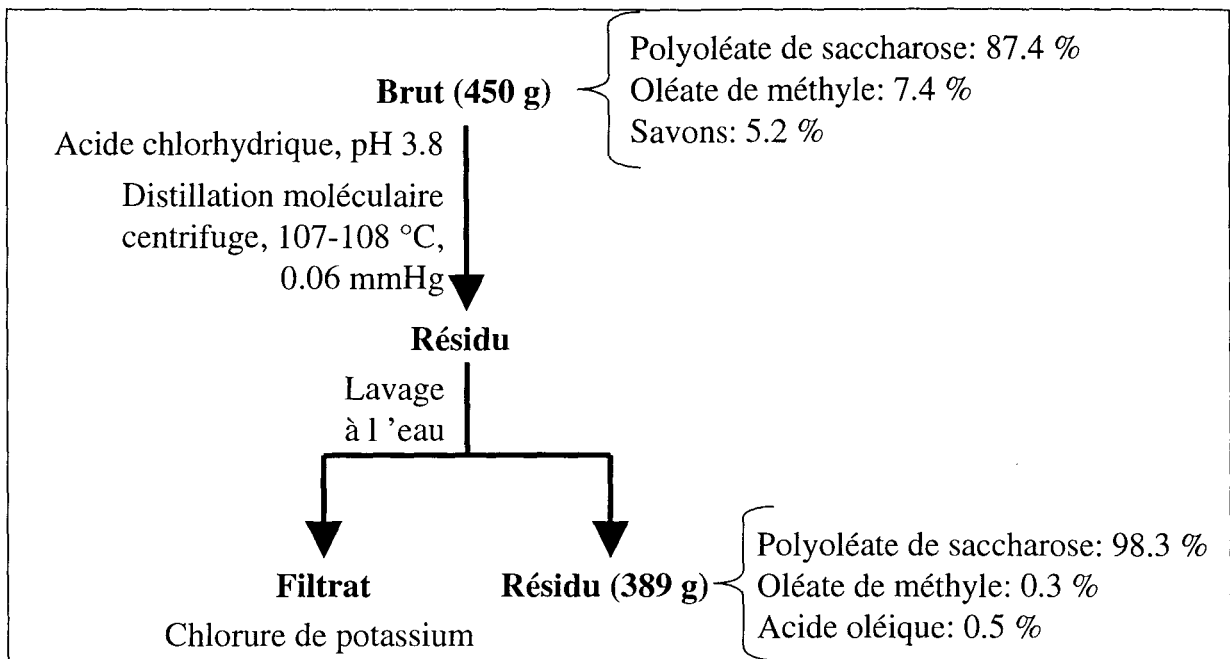 Polyoléate de saccharose: 87.4 %
Brut (450 g)
Oléate de méthyle: 7.4 %
Savons: 5.2 %
Acide chlorhydrique, pH 3.8
Distillation moléculaire
centrifuge, 107-108 °C,
0.06 mmHg
Résidu
Lavage
à l ’eau
Filtrat
Chlorure de potassium
Résidu (389 g)
Polyoléate de saccharose: 98.3 %
Oléate de méthyle: 0.3 %
Acide oléique: 0.5 %